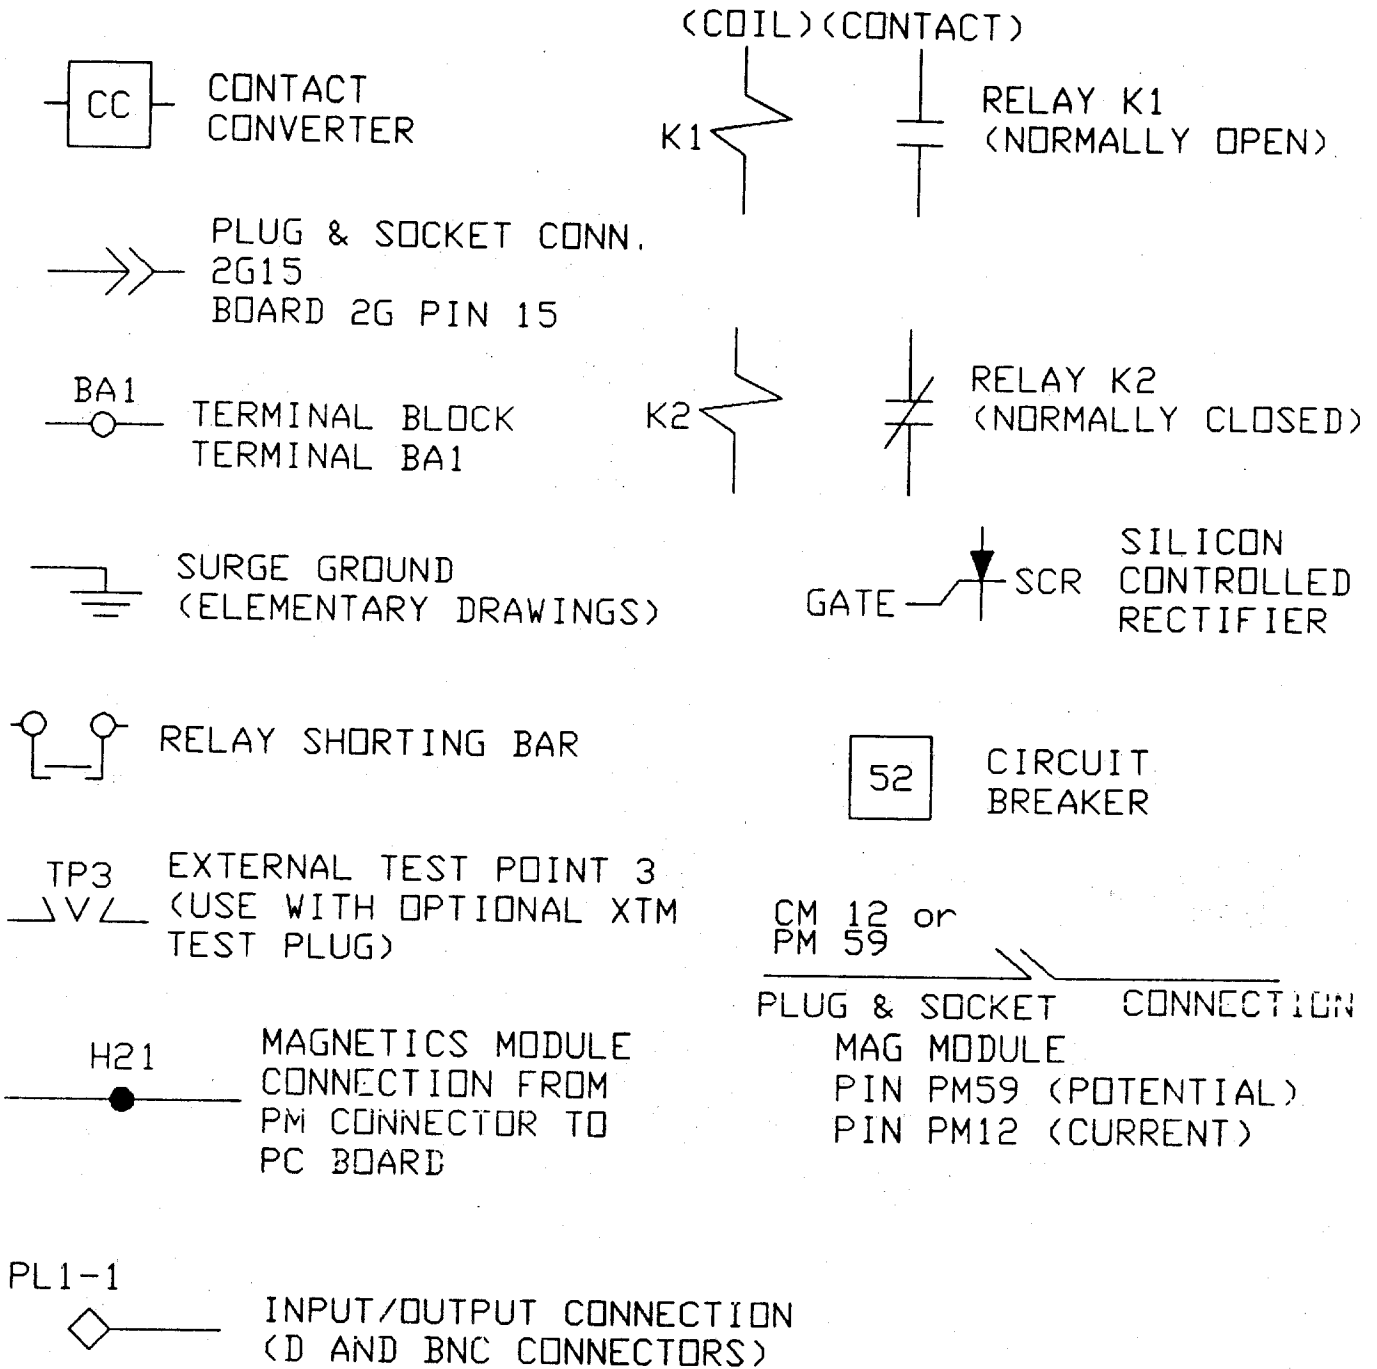 (COIL) (CONTACT)
CC
CONTACT
CONVERTER
K1
RELAY K1
(NORMALLY OPEN)
PLUG & SOCKET CONN.
2G15
BOARD 2G PIN 15
BA1
TERMINAL BLOCK
TERMINAL BA1
K2
RELAY K2
(NORMALLY CLOSED)
SURGE GROUND
(ELEMENTARY DRAWINGS)
GATE
SCR
SILICON
CONTROLLED
RECTIFIER
RELAY SHORTING BAR
52
CIRCUIT
BREAKER
TP3
EXTERNAL TEST POINT 3
(USE WITH OPTIONAL XTM
TEST PLUG)
CM 12 or
PM 59
PLUG & SOCKET CONNECTION
MAG MODULE
PIN PM59 (POTENTIAL)
PIN PM12 (CURRENT)
H21
MAGNETICS MODULE
CONNECTION FROM
PM CONNECTOR TO
PC BOARD
PL1-1
INPUT/OUTPUT CONNECTION
(D AND BNC CONNECTORS)